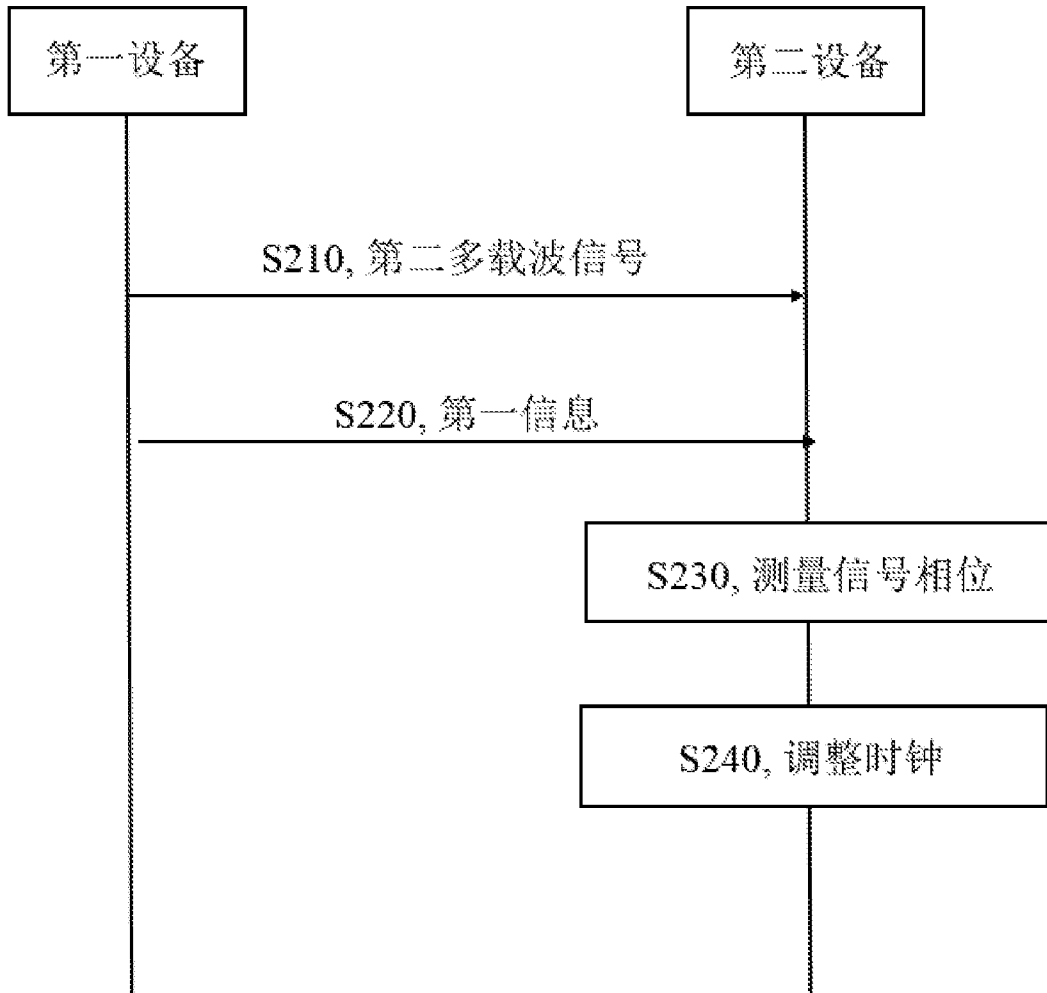 第一设备
第二设备
S210, 第二多载波信号
S220, 第一信息
S230, 测量信号相位
S240, 调整时钟